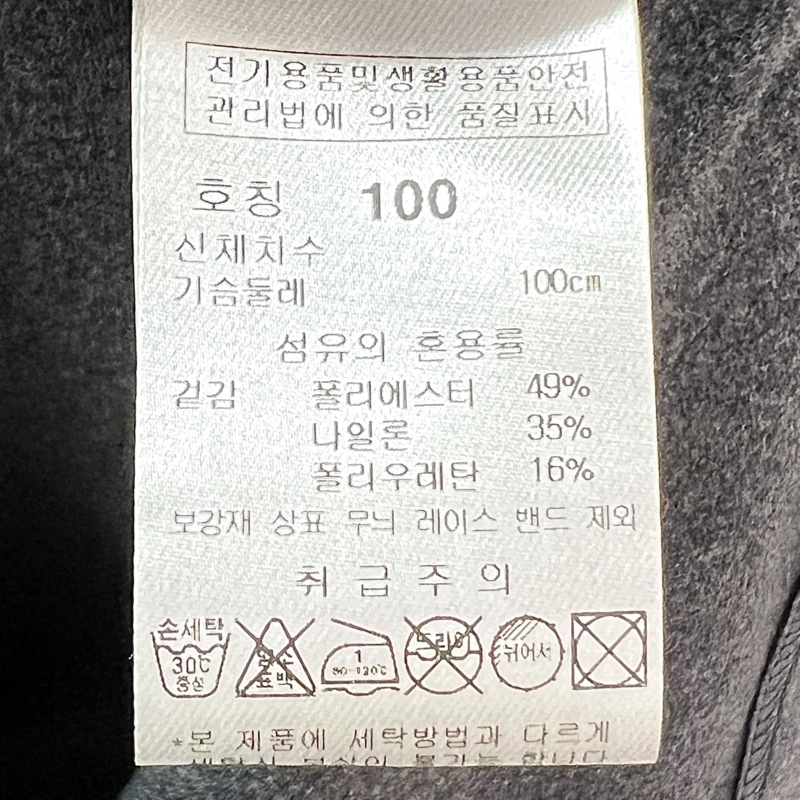 전기용품및생활용품안전
관리법에 의한 품질표시
호칭 100
신체치수
가슴둘레 100cm
섬유의 혼용률
겉감 폴리에스터 49%
나일론 35%
폴리우레탄 16%
보강재 상표 무늬 레이스 밴드 제외
취급주의
손세탁
30℃
중성
염소
표백
1
80-120℃
드라이
뉘어서
*본 제품에 세탁방법과 다르게